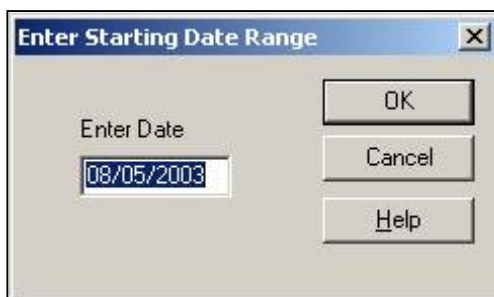 Enter Starting Date Range
OK
Enter Date
Cancel
08/05/2003
Help